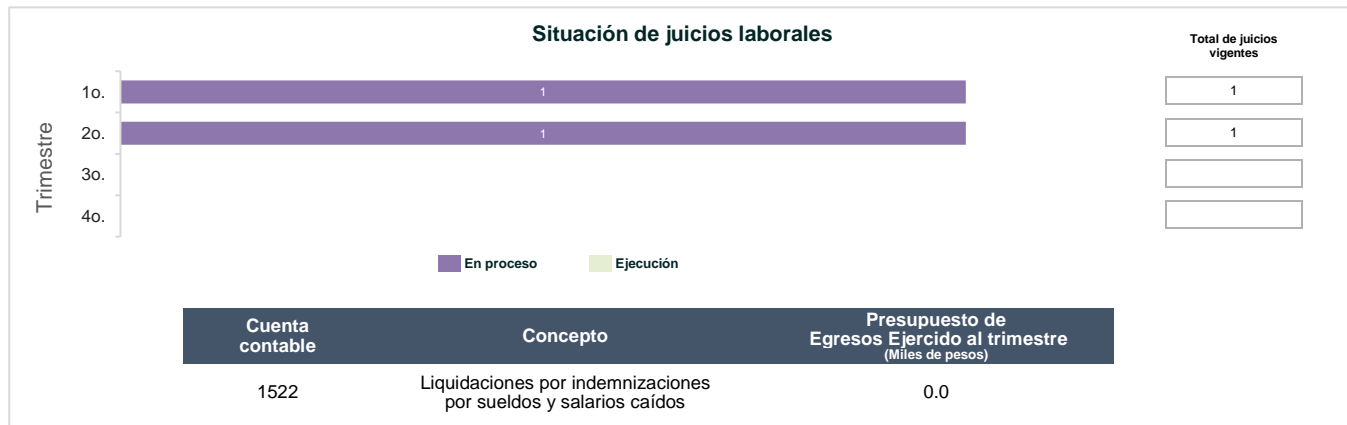 Situación de juicios laborales
Total de juicios
vigentes
Trimestre
1o.
1
1
2o.
1
1
3o.
4o.
En proceso
Ejecución
Cuenta
contable
Concepto
Presupuesto de
Egresos Ejercido al trimestre
(Miles de pesos)
1522
Liquidaciones por indemnizaciones
por sueldos y salarios caídos
0.0